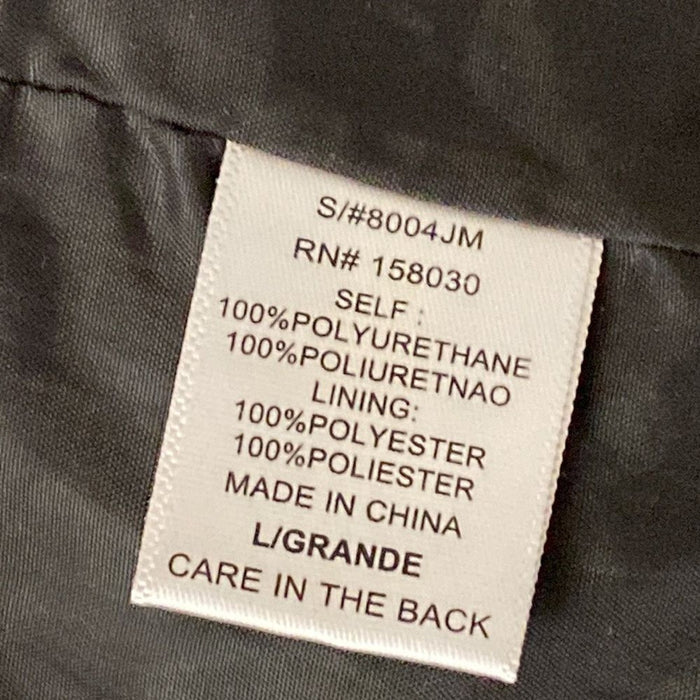 S/#8004JM
RN# 158030
SELF :
100%POLYURETHANE
100%POLIURETNAO
LINING:
100%POLYESTER
100%POLIESTER
MADE IN CHINA
L/GRANDE
CARE IN THE BACK